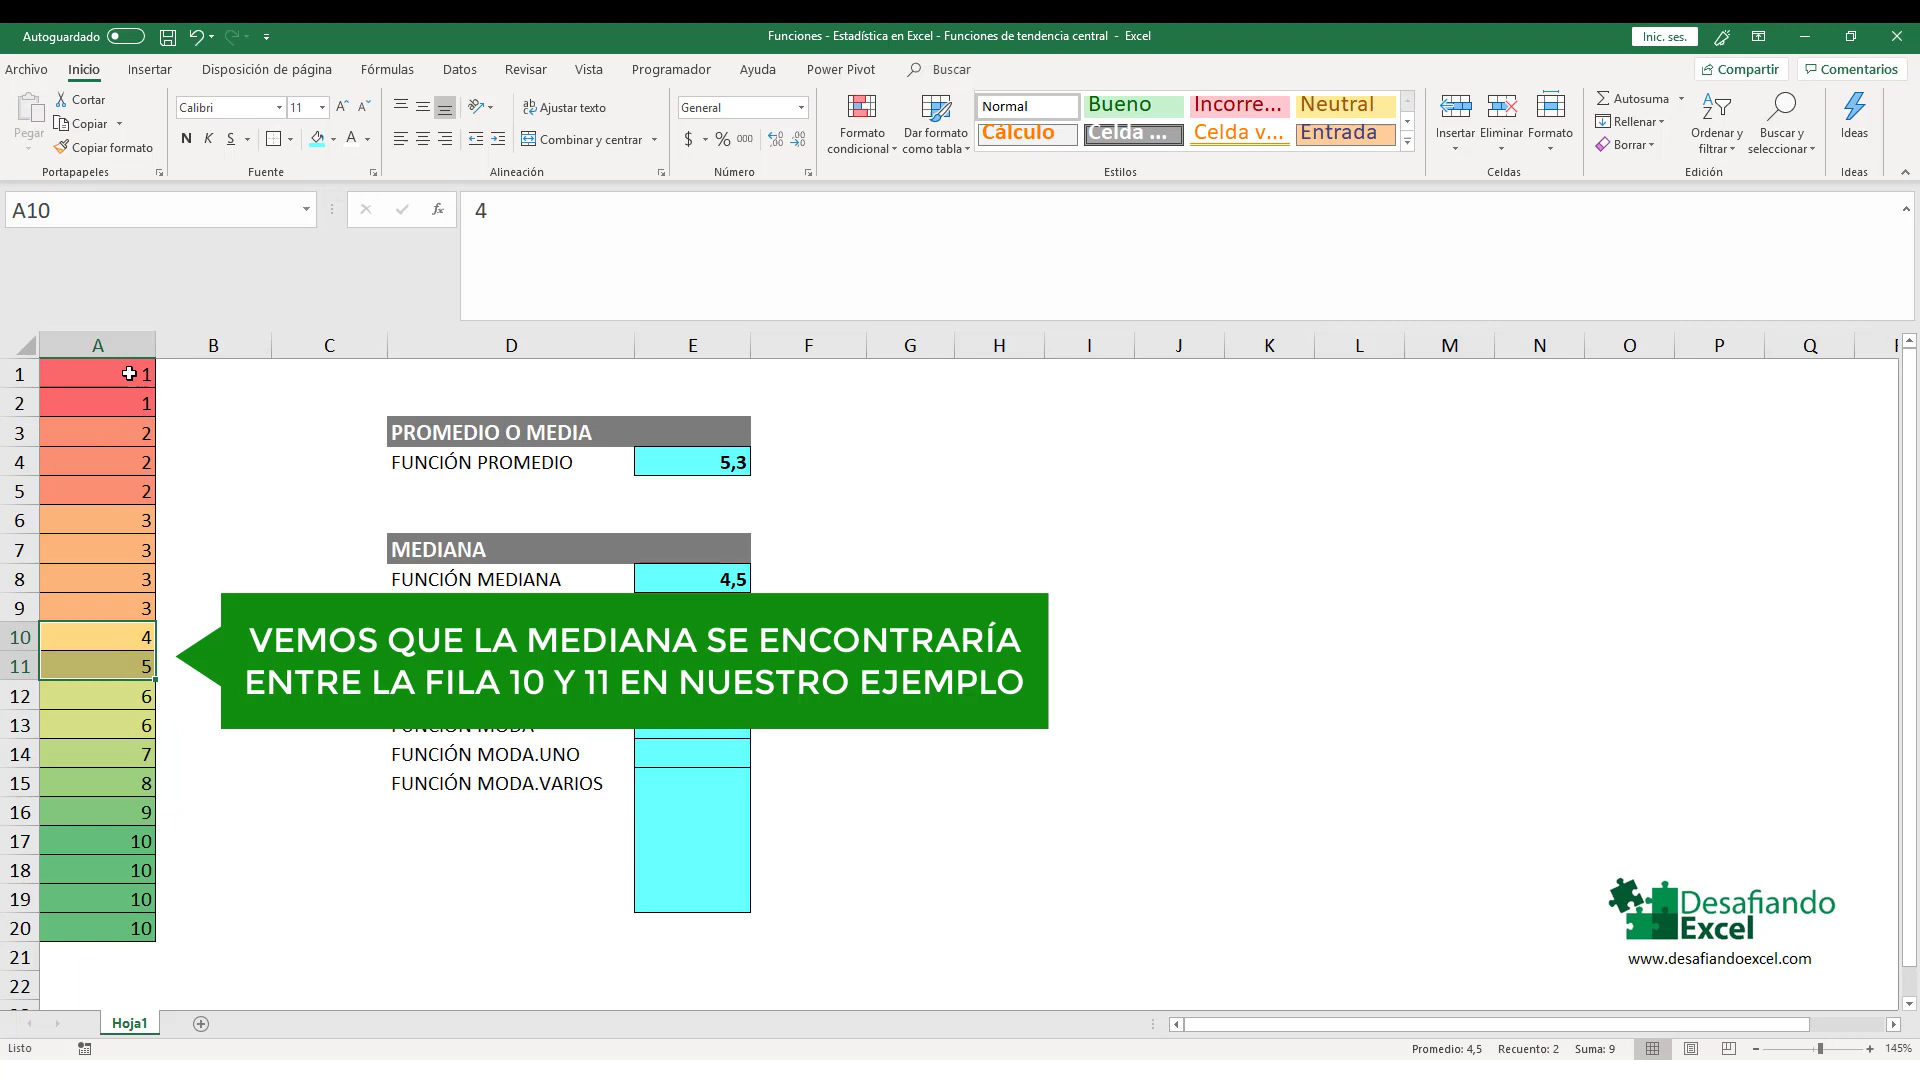 Autoguardado
Funciones - Estadística en Excel - Funciones de tendencia central - Excel
Inic. ses.
Archivo Inicio Insertar Disposición de página Fórmulas Datos Revisar Vista Programador Ayuda Power Pivot Buscar
Compartir Comentarios
Pegar
Cortar
Copiar
Copiar formato
Portapapeles
Calibri 11
N K S
Fuente
Ajustar texto
Combinar y centrar
Alineación
General
$ % 000
Número
Formato condicional
Dar formato como tabla
Normal Bueno Incorre... Neutral
Cálculo Celda ... Celda v... Entrada
Estilos
Insertar Eliminar Formato
Celdas
Autosuma
Rellenar
Borrar
Ordenar y filtrar
Buscar y seleccionar
Edición
Ideas
Ideas
A10 fx 4
A B C D E F G H I J K L M N O P Q
1 1
2 1
3 2 PROMEDIO O MEDIA
4 2 FUNCIÓN PROMEDIO 5,3
5 2
6 3
7 3 MEDIANA
8 3 FUNCIÓN MEDIANA 4,5
9 3
10 4
11 5
VEMOS QUE LA MEDIANA SE ENCONTRARÍA
ENTRE LA FILA 10 Y 11 EN NUESTRO EJEMPLO
12 6
13 6 FUNCIÓN MODA
14 7 FUNCIÓN MODA.UNO
15 8 FUNCIÓN MODA.VARIOS
16 9
17 10
18 10
19 10
20 10
21
22
Desafiando
Excel
www.desafiandoexcel.com
Hoja1
Listo
Promedio: 4,5 Recuento: 2 Suma: 9
145%